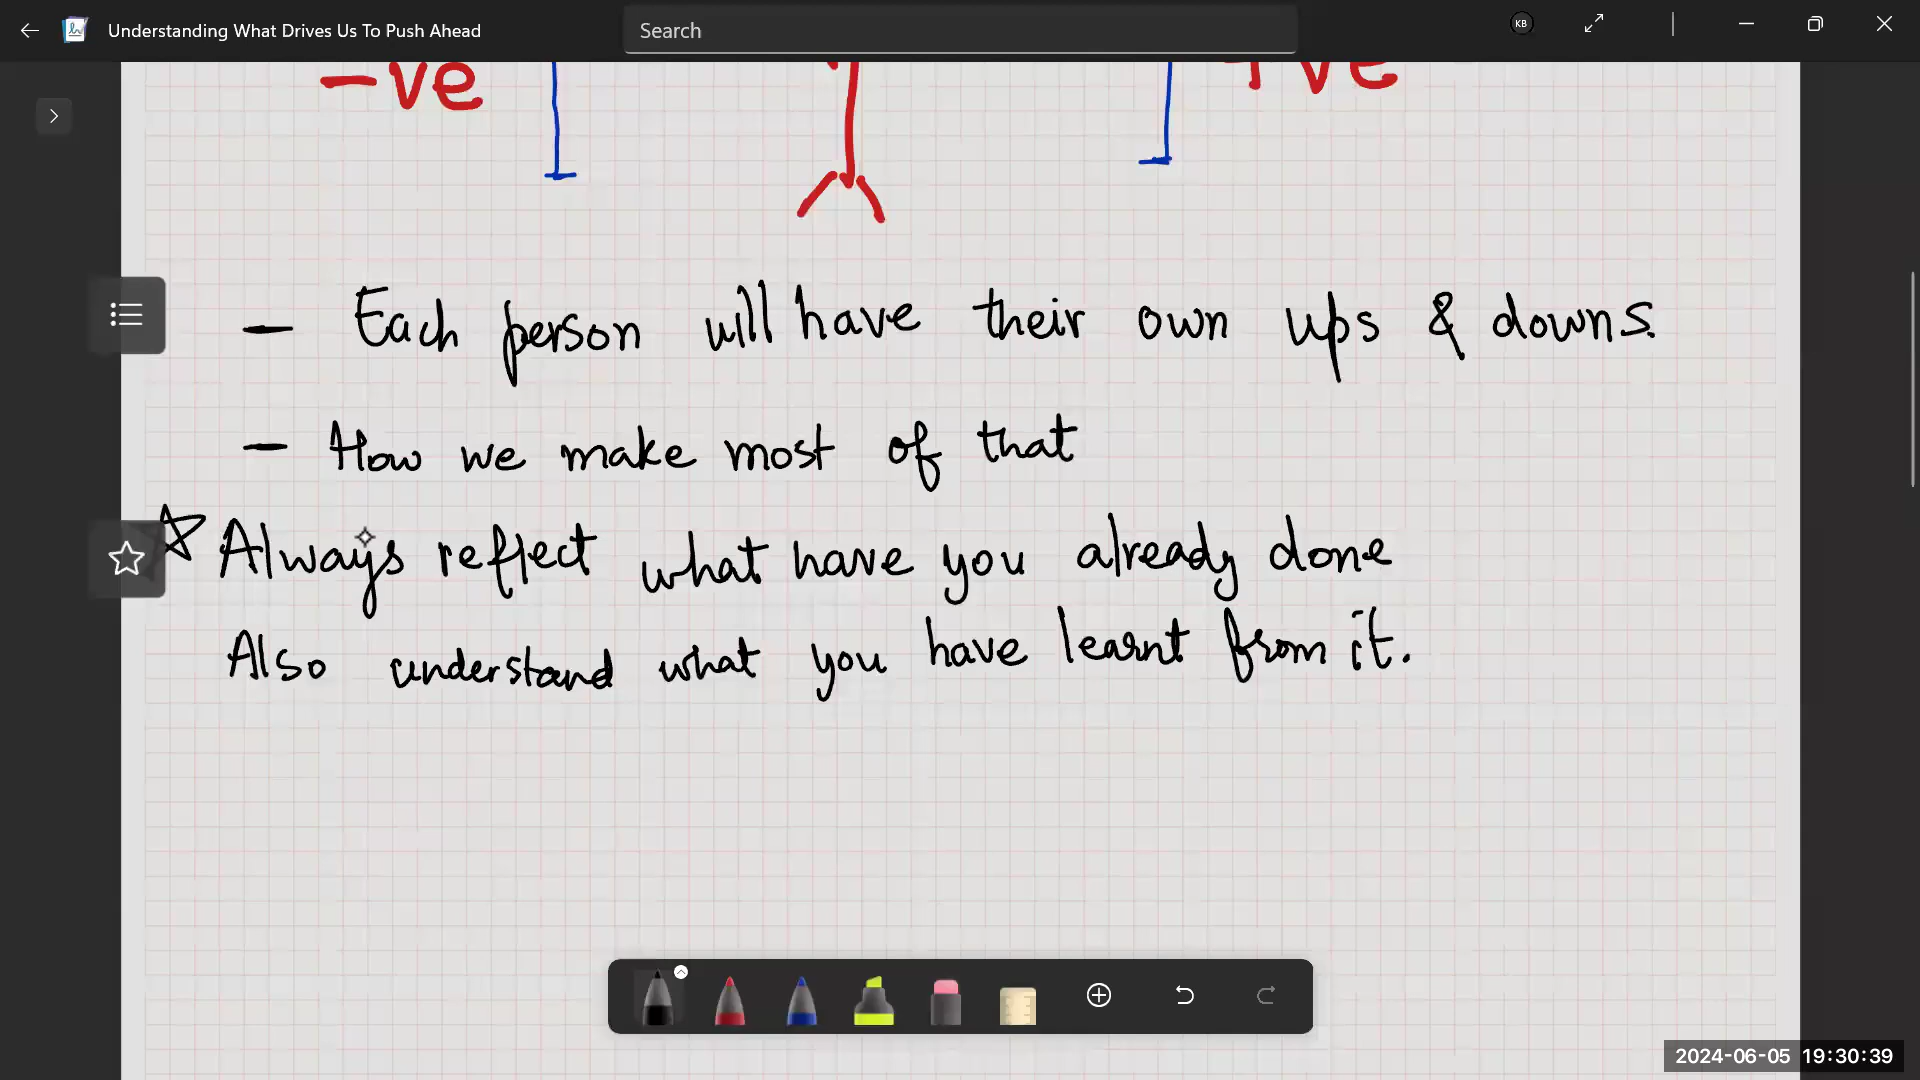 Understanding What Drives Us To Push Ahead
Search
KB
-ve
+ve
- Each person will have their own ups & downs.
- How we make most of that
☆ Always reflect what have you already done
Also understand what you have learnt from it.
2024-06-05 19:30:39